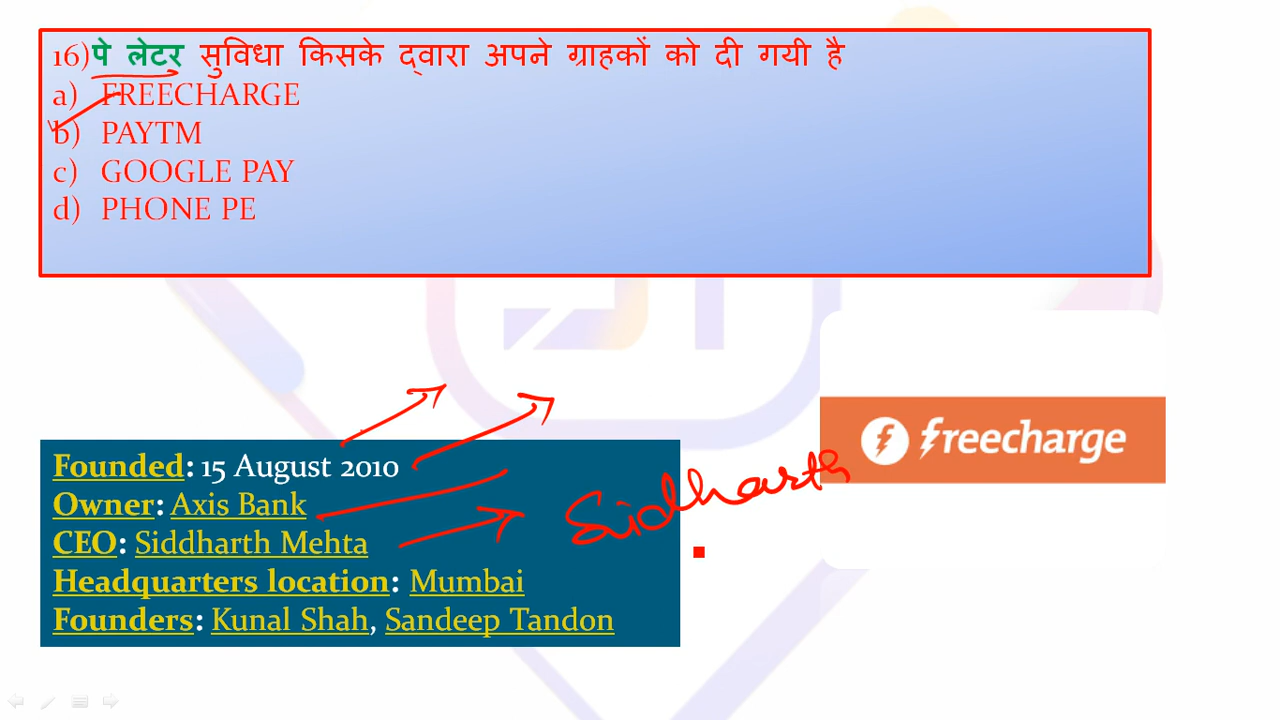 16)पे लेटर सुविधा किसके द्वारा अपने ग्राहकों को दी गयी है
a) FREECHARGE
b) PAYTM
c) GOOGLE PAY
d) PHONE PE
freecharge
Founded: 15 August 2010
Owner: Axis Bank
CEO: Siddharth Mehta
Siddharth
Headquarters location: Mumbai
Founders: Kunal Shah, Sandeep Tandon